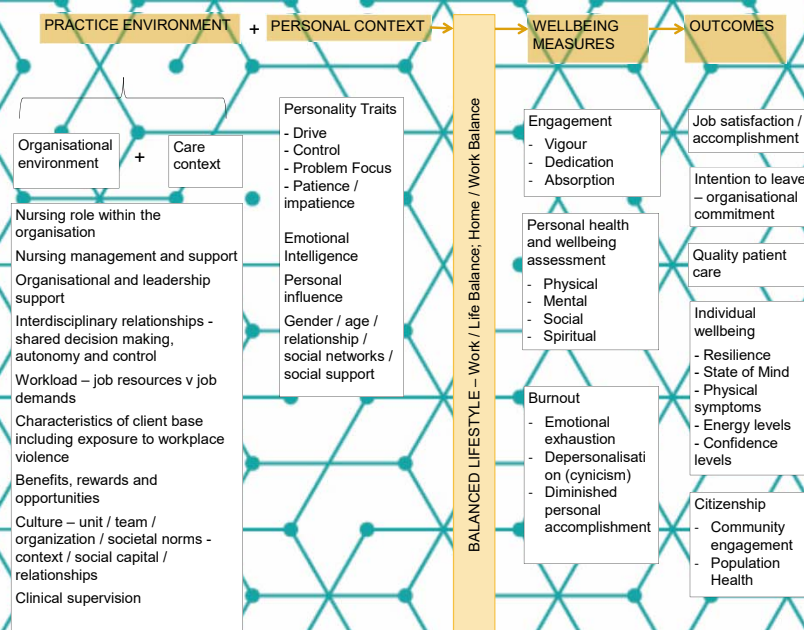 PRACTICE ENVIRONMENT
+
PERSONAL CONTEXT
WELLBEING
MEASURES
OUTCOMES
Organisational
environment
+
Care
context
Nursing role within the
organisation
Nursing management and support
Organisational and leadership
support
Interdisciplinary relationships -
shared decision making,
autonomy and control
Workload – job resources v job
demands
Characteristics of client base
including exposure to workplace
violence
Benefits, rewards and
opportunities
Culture – unit / team /
organization / societal norms -
context / social capital /
relationships
Clinical supervision
Personality Traits
- Drive
- Control
- Problem Focus
- Patience /
impatience
Emotional
Intelligence
Personal
influence
Gender / age /
relationship /
social networks /
social support
BALANCED LIFESTYLE – Work / Life Balance; Home / Work Balance
Engagement
- Vigour
- Dedication
- Absorption
Personal health
and wellbeing
assessment
- Physical
- Mental
- Social
- Spiritual
Burnout
- Emotional
exhaustion
- Depersonalisati
on (cynicism)
- Diminished
personal
accomplishment
Job satisfaction /
accomplishment
Intention to leave
– organisational
commitment
Quality patient
care
Individual
wellbeing
- Resilience
- State of Mind
- Physical
symptoms
- Energy levels
- Confidence
levels
Citizenship
- Community
engagement
- Population
Health